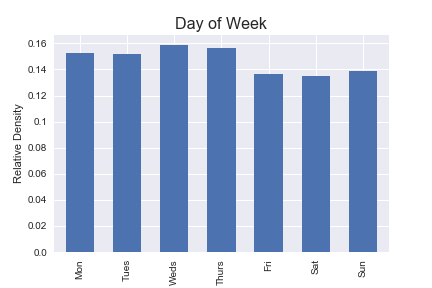 Day of Week
Relative Density
0.16
0.14
0.12
0.1
0.08
0.06
0.04
0.02
0.0
Mon
Tues
Weds
Thurs
Fri
Sat
Sun